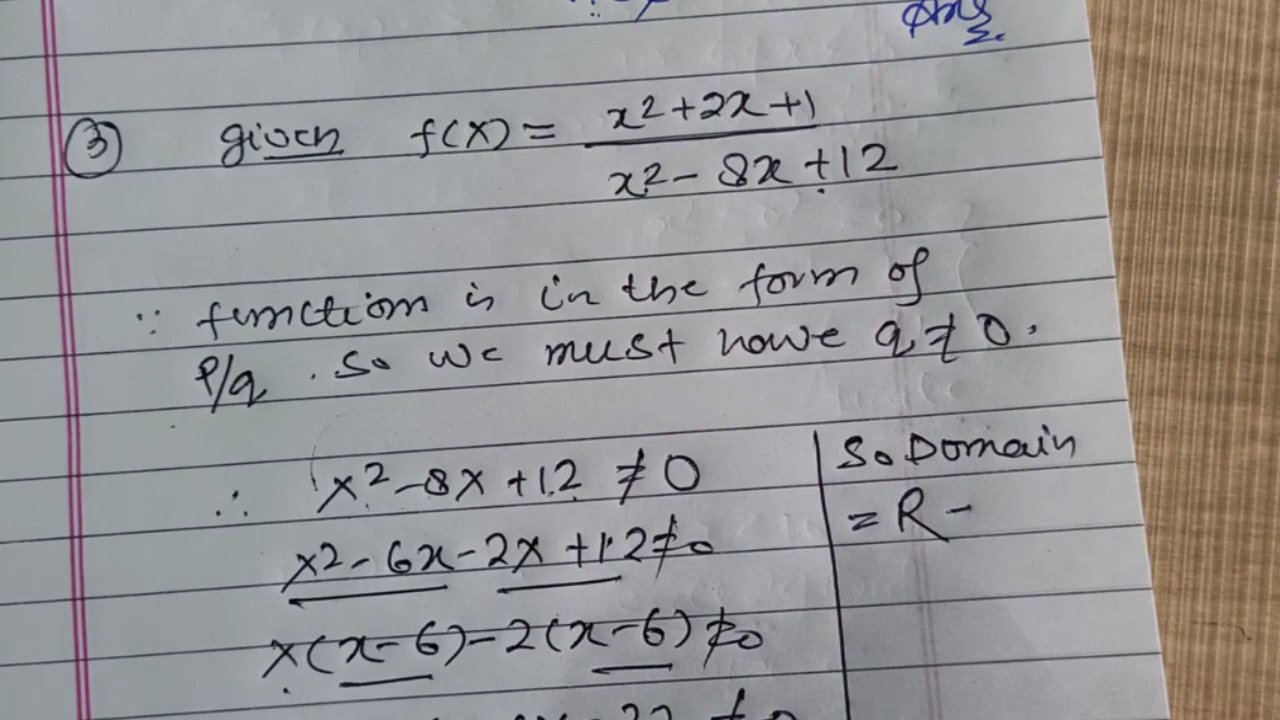 Ans
③ given f(x) = x²+2x+1 / x²-8x+12
∵ function is in the form of
P/q. So we must have q ≠ 0.
∴ x²-8x+12 ≠ 0
x²-6x-2x+12≠0
x(x-6)-2(x-6)≠0
So Domain
= R -